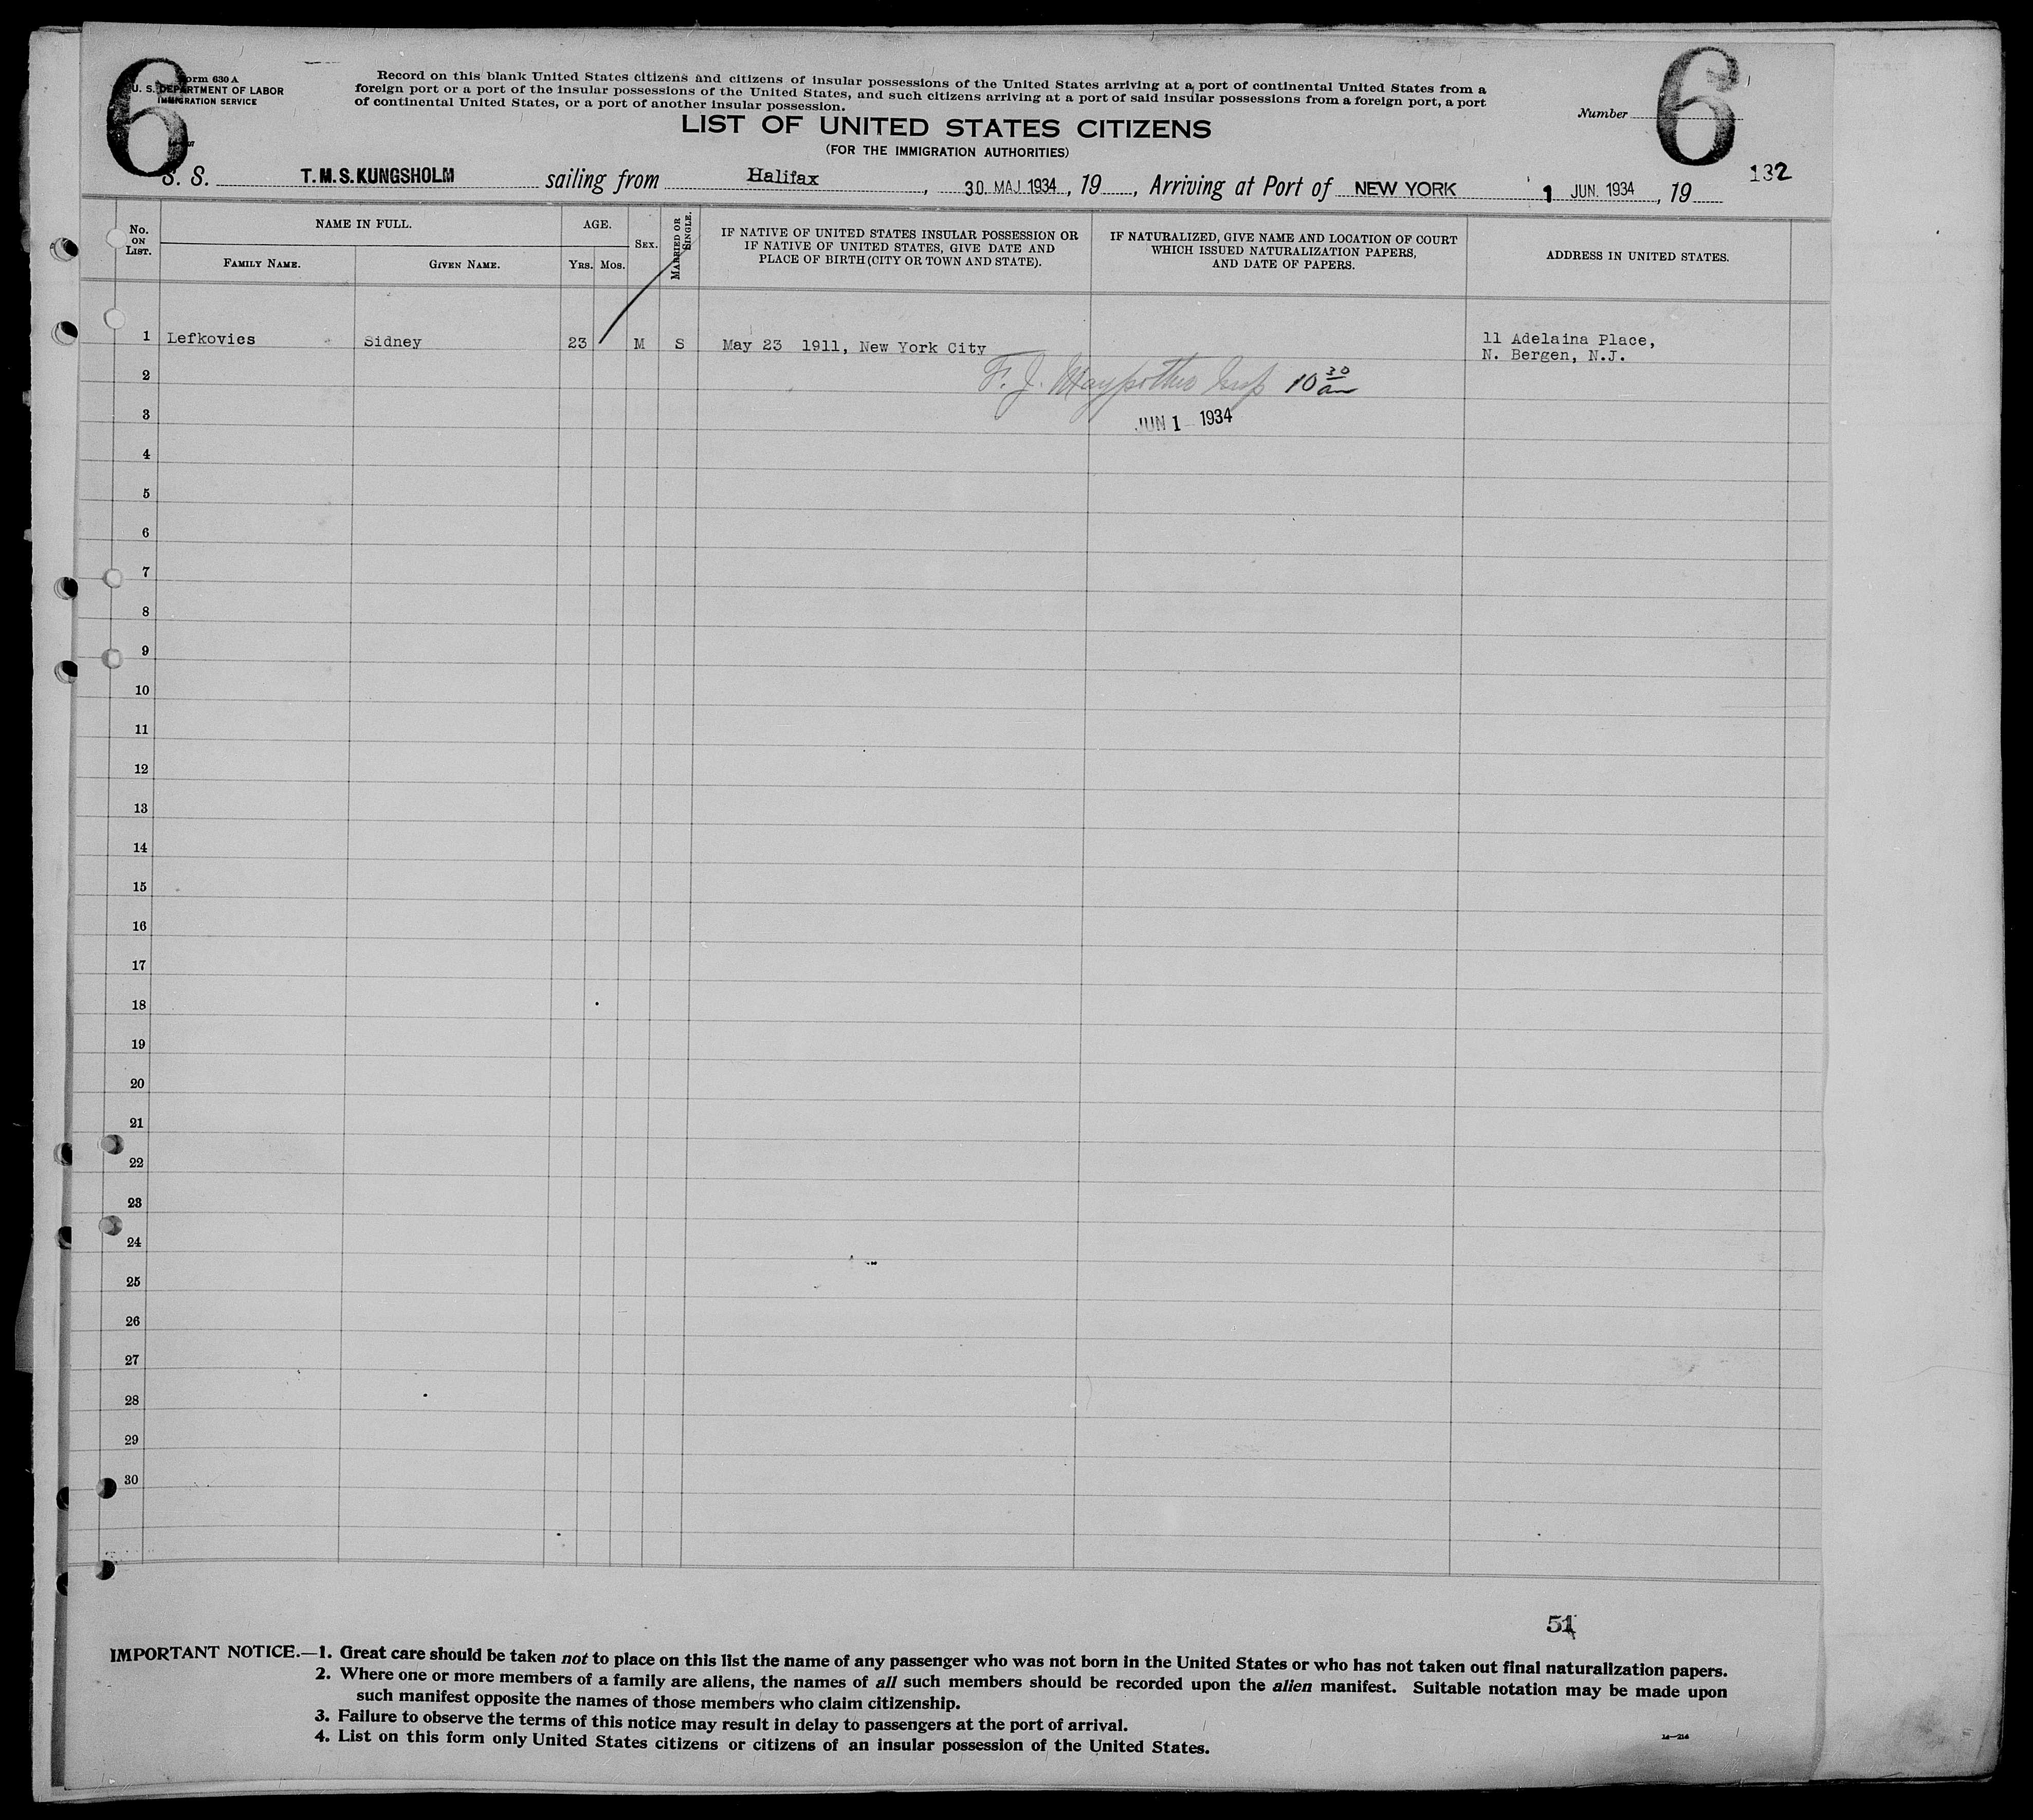 6
Form 630 A
U. S. DEPARTMENT OF LABOR
IMMIGRATION SERVICE
Record on this blank United States citizens and citizens of insular possessions of the United States arriving at a port of continental United States from a
foreign port or a port of the insular possessions of the United States, and such citizens arriving at a port of said insular possessions from a foreign port, a port
of continental United States, or a port of another insular possession.
Number
6
LIST OF UNITED STATES CITIZENS
(FOR THE IMMIGRATION AUTHORITIES)
132
S. S. T.M.S. KUNGSHOLM sailing from Halifax, 30. MAJ 1934, 19, Arriving at Port of NEW YORK 1 JUN. 1934, 19
No. ON LIST.
NAME IN FULL.
FAMILY NAME.
GIVEN NAME.
AGE.
YRS.
MOS.
SEX.
MARRIED OR SINGLE.
IF NATIVE OF UNITED STATES INSULAR POSSESSION OR
IF NATIVE OF UNITED STATES, GIVE DATE AND
PLACE OF BIRTH (CITY OR TOWN AND STATE).
IF NATURALIZED, GIVE NAME AND LOCATION OF COURT
WHICH ISSUED NATURALIZATION PAPERS,
AND DATE OF PAPERS.
ADDRESS IN UNITED STATES.
1 Lefkovics Sidney 23 M S May 23 1911, New York City 11 Adelaina Place,
N. Bergen, N.J.
2 F. J. 10 30 am
3 JUN 1 1934
4
5
6
7
8
9
10
11
12
13
14
15
16
17
18
19
20
21
22
23
24
25
26
27
28
29
30
51
IMPORTANT NOTICE.—1. Great care should be taken not to place on this list the name of any passenger who was not born in the United States or who has not taken out final naturalization papers.
2. Where one or more members of a family are aliens, the names of all such members should be recorded upon the alien manifest. Suitable notation may be made upon
such manifest opposite the names of those members who claim citizenship.
3. Failure to observe the terms of this notice may result in delay to passengers at the port of arrival.
4. List on this form only United States citizens or citizens of an insular possession of the United States.
14—214